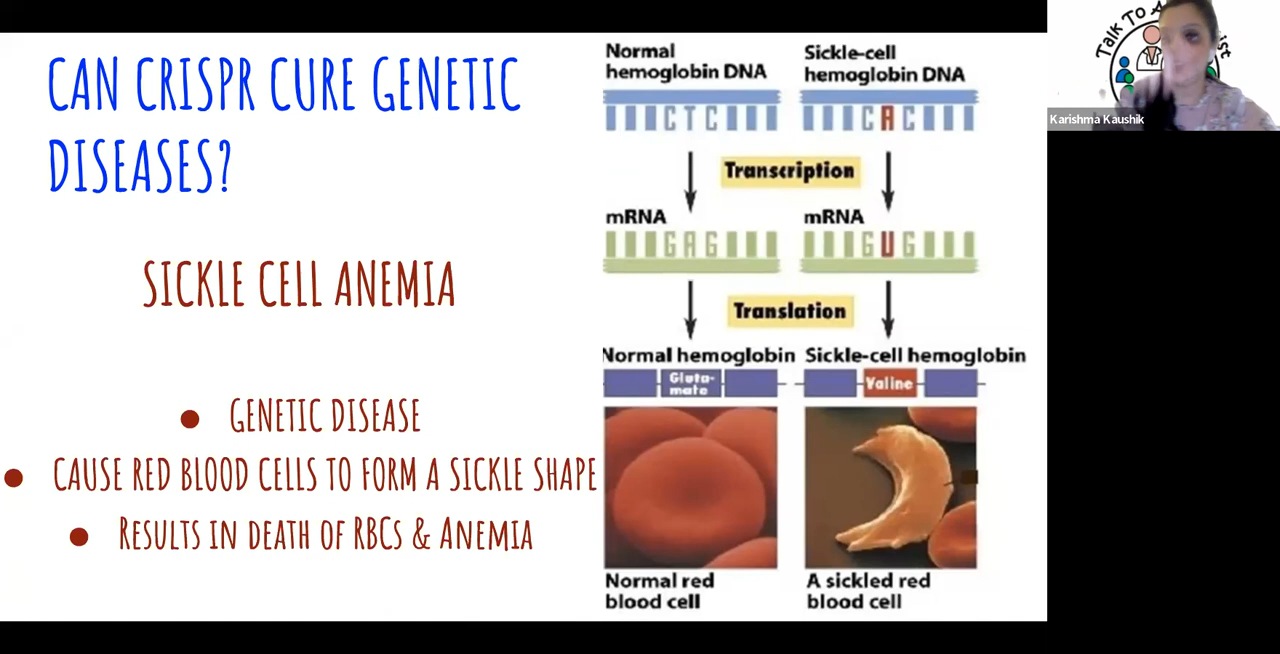 CAN CRISPR CURE GENETIC
DISEASES?
SICKLE CELL ANEMIA
● GENETIC DISEASE
● CAUSE RED BLOOD CELLS TO FORM A SICKLE SHAPE
● RESULTS IN DEATH OF RBCS & ANEMIA
Normal
hemoglobin DNA
CTC
Transcription
mRNA
GAG
Translation
Normal hemoglobin
Gluta-
mate
Normal red
blood cell
Sickle-cell
hemoglobin DNA
CAC
mRNA
GUG
Sickle-cell hemoglobin
Valine
A sickled red
blood cell
Talk To A
Karishma Kaushik